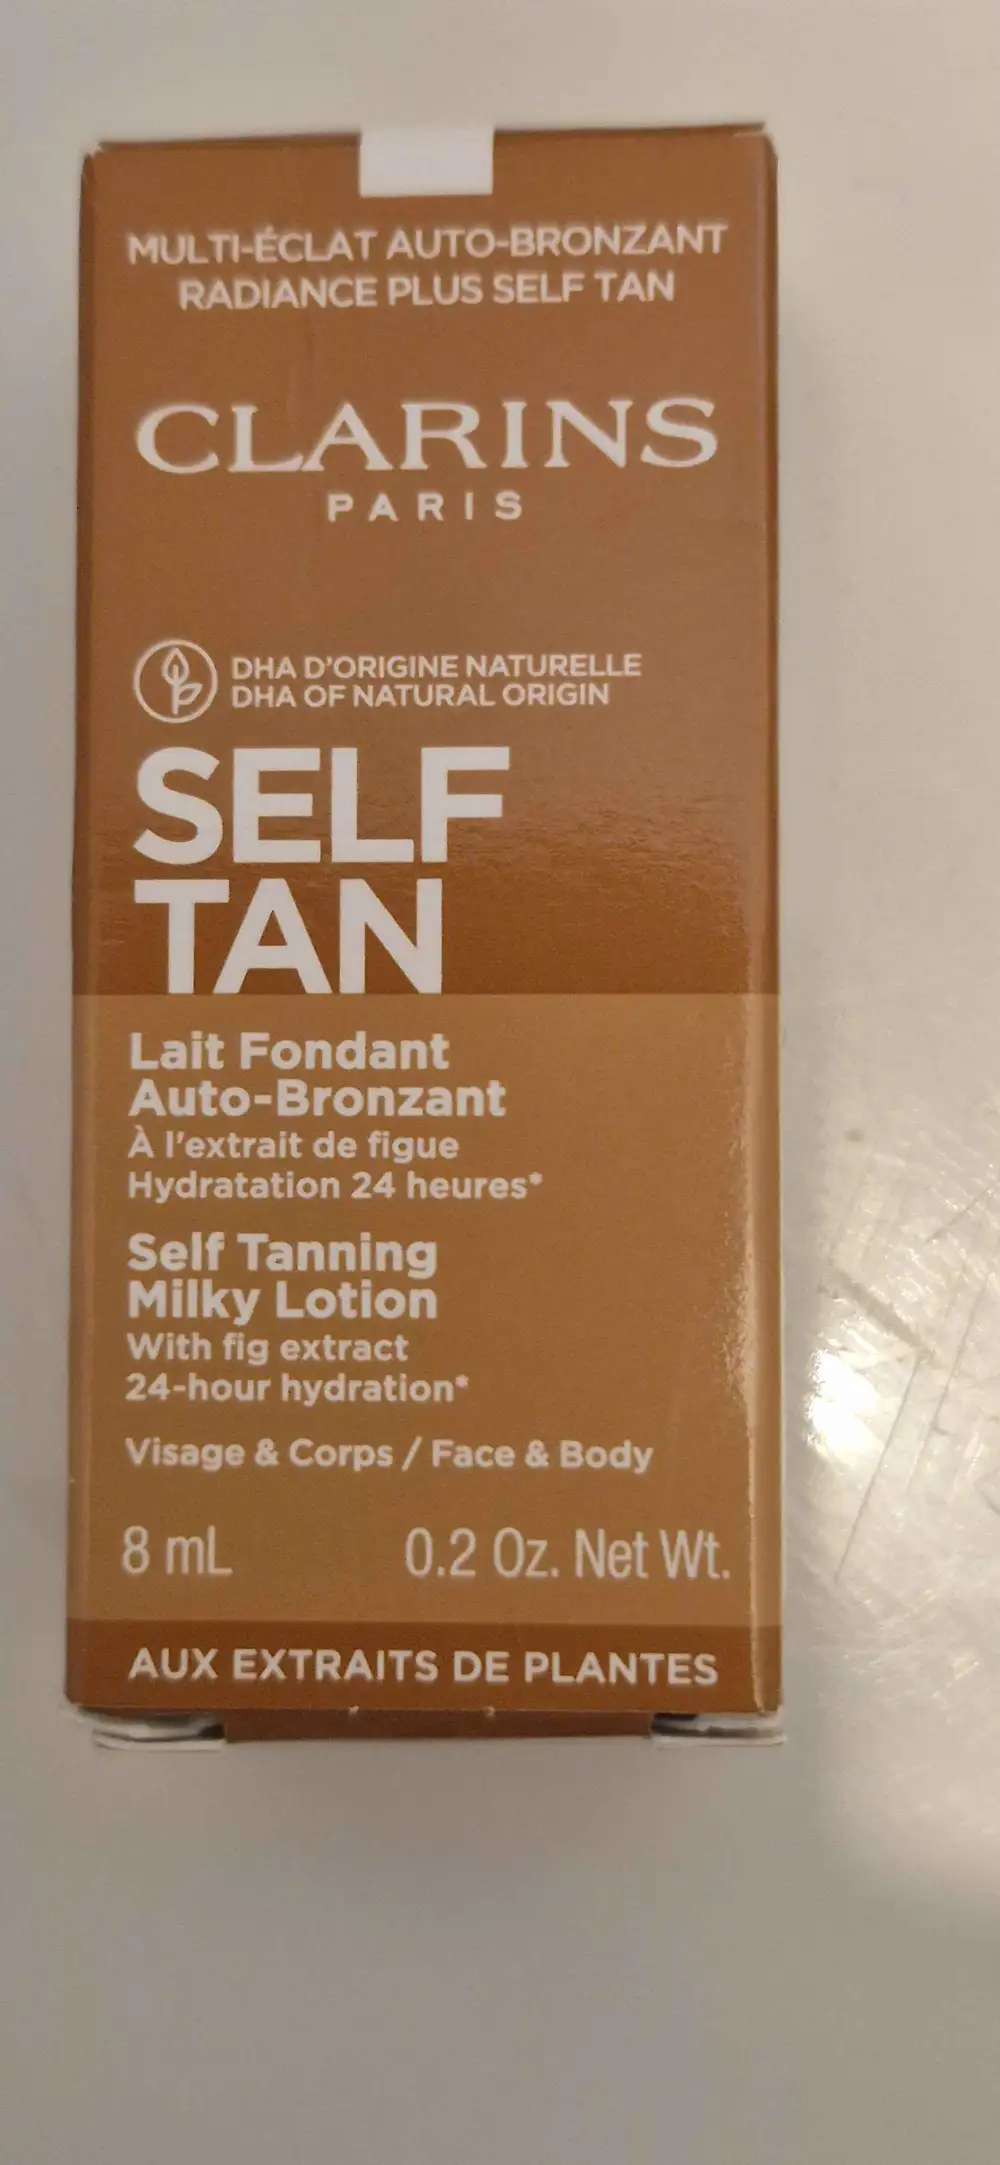 MULTI-ÉCLAT AUTO-BRONZANT
RADIANCE PLUS SELF TAN
CLARINS
PARIS
DHA D'ORIGINE NATURELLE
DHA OF NATURAL ORIGIN
SELF
TAN
Lait Fondant
Auto-Bronzant
À l'extrait de figue
Hydratation 24 heures*
Self Tanning
Milky Lotion
With fig extract
24-hour hydration*
Visage & Corps / Face & Body
8 mL 0.2 Oz. Net Wt.
AUX EXTRAITS DE PLANTES